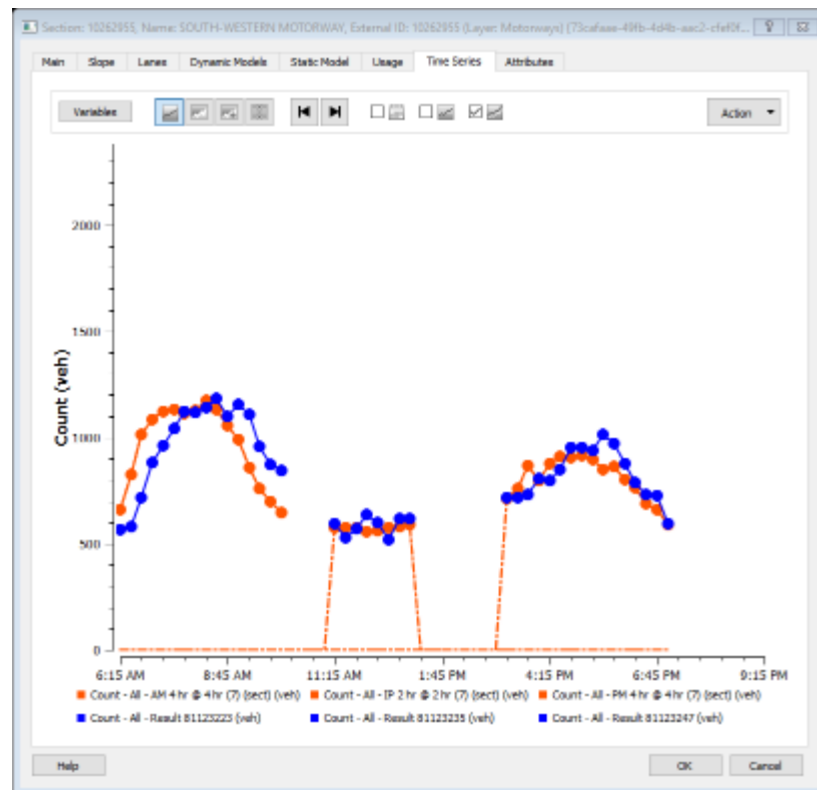 Section: 10262955, Name: SOUTH-WESTERN MOTORWAY, External ID: 10262955 (Layer: Motorways)
Main Slope Lanes Dynamic Models Static Model Usage Time Series Attributes
Variables Action
Count (veh)
2000
1500
1000
500
0
6:15 AM 8:45 AM 11:15 AM 1:45 PM 4:15 PM 6:45 PM 9:15 PM
Count - All - AM 4 hr @ 4 hr (7) (sect) (veh) Count - All - IP 2 hr @ 2 hr (7) (sect) (veh) Count - All - PM 4 hr @ 4 hr (7) (sect) (veh)
Count - All - Result 81123223 (veh) Count - All - Result 81123235 (veh) Count - All - Result 81123247 (veh)
Help OK Cancel